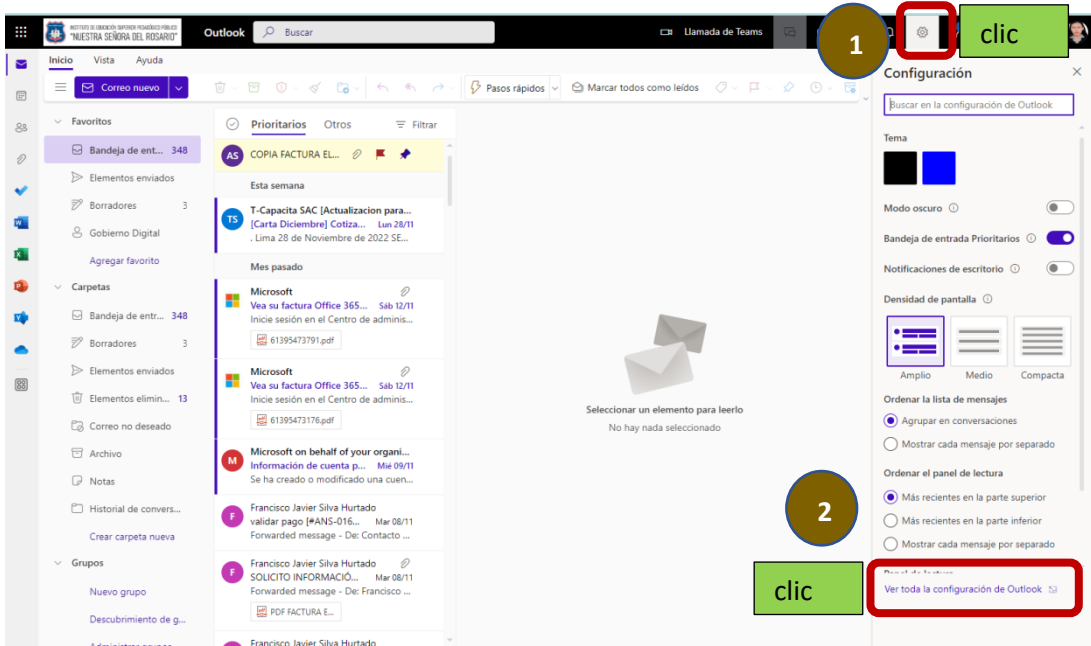 INSTITUTO DE EDUCACIÓN SUPERIOR PEDAGÓGICO PÚBLICO
"NUESTRA SEÑORA DEL ROSARIO"
Outlook
Buscar
Llamada de Teams
1
clic
Inicio Vista Ayuda
Correo nuevo
Pasos rápidos
Marcar todos como leídos
Favoritos
Bandeja de ent... 348
Elementos enviados
Borradores 3
Gobierno Digital
Agregar favorito
Carpetas
Bandeja de entr... 348
Borradores 3
Elementos enviados
Elementos elimin... 13
Correo no deseado
Archivo
Notas
Historial de convers...
Crear carpeta nueva
Grupos
Nuevo grupo
Descubrimiento de g...
Administrar grupos
Prioritarios Otros Filtrar
AS COPIA FACTURA EL...
Esta semana
TS T-Capacita SAC [Actualizacion para...
[Carta Diciembre] Cotiza... Lun 28/11
. Lima 28 de Noviembre de 2022 SE...
Mes pasado
Microsoft
Vea su factura Office 365... Sáb 12/11
Inicie sesión en el Centro de adminis...
61395473791.pdf
Microsoft
Vea su factura Office 365... Sáb 12/11
Inicie sesión en el Centro de adminis...
61395473176.pdf
M Microsoft on behalf of your organi...
Información de cuenta p... Mié 09/11
Se ha creado o modificado una cuen...
F Francisco Javier Silva Hurtado
validar pago [#ANS-016... Mar 08/11
Forwarded message - De: Contacto ...
F Francisco Javier Silva Hurtado
SOLICITO INFORMACIÓ... Mar 08/11
Forwarded message - De: Francisco ...
PDF FACTURA E...
Francisco Javier Silva Hurtado
Seleccionar un elemento para leerlo
No hay nada seleccionado
Configuración
Buscar en la configuración de Outlook
Tema
Modo oscuro
Bandeja de entrada Prioritarios
Notificaciones de escritorio
Densidad de pantalla
Amplio Medio Compacta
Ordenar la lista de mensajes
Agrupar en conversaciones
Mostrar cada mensaje por separado
Ordenar el panel de lectura
Más recientes en la parte superior
Más recientes en la parte inferior
Mostrar cada mensaje por separado
Panel de lectura
2
clic
Ver toda la configuración de Outlook